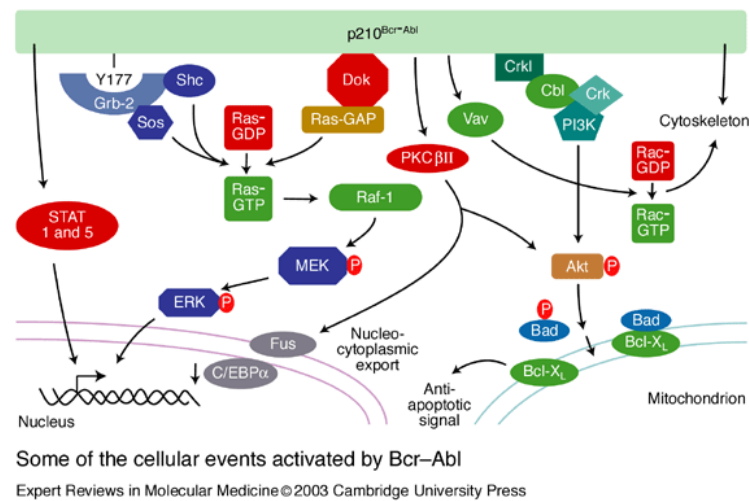 p210Bcr–Abl
Y177
Grb-2
Shc
Sos
Ras-
GDP
Ras-
GTP
Dok
Ras-GAP
Raf-1
PKC βII
Vav
Crkl
Cbl
Crk
PI3K
Cytoskeleton
Rac-
GDP
Rac-
GTP
STAT
1 and 5
MEK
P
ERK
P
Akt
P
P
Bad
Bad
Bcl-XL
Bcl-XL
Fus
C/EBPα
Nucleo-
cytoplasmic
export
Anti-
apoptotic
signal
Mitochondrion
Nucleus
Some of the cellular events activated by Bcr–Abl
Expert Reviews in Molecular Medicine © 2003 Cambridge University Press